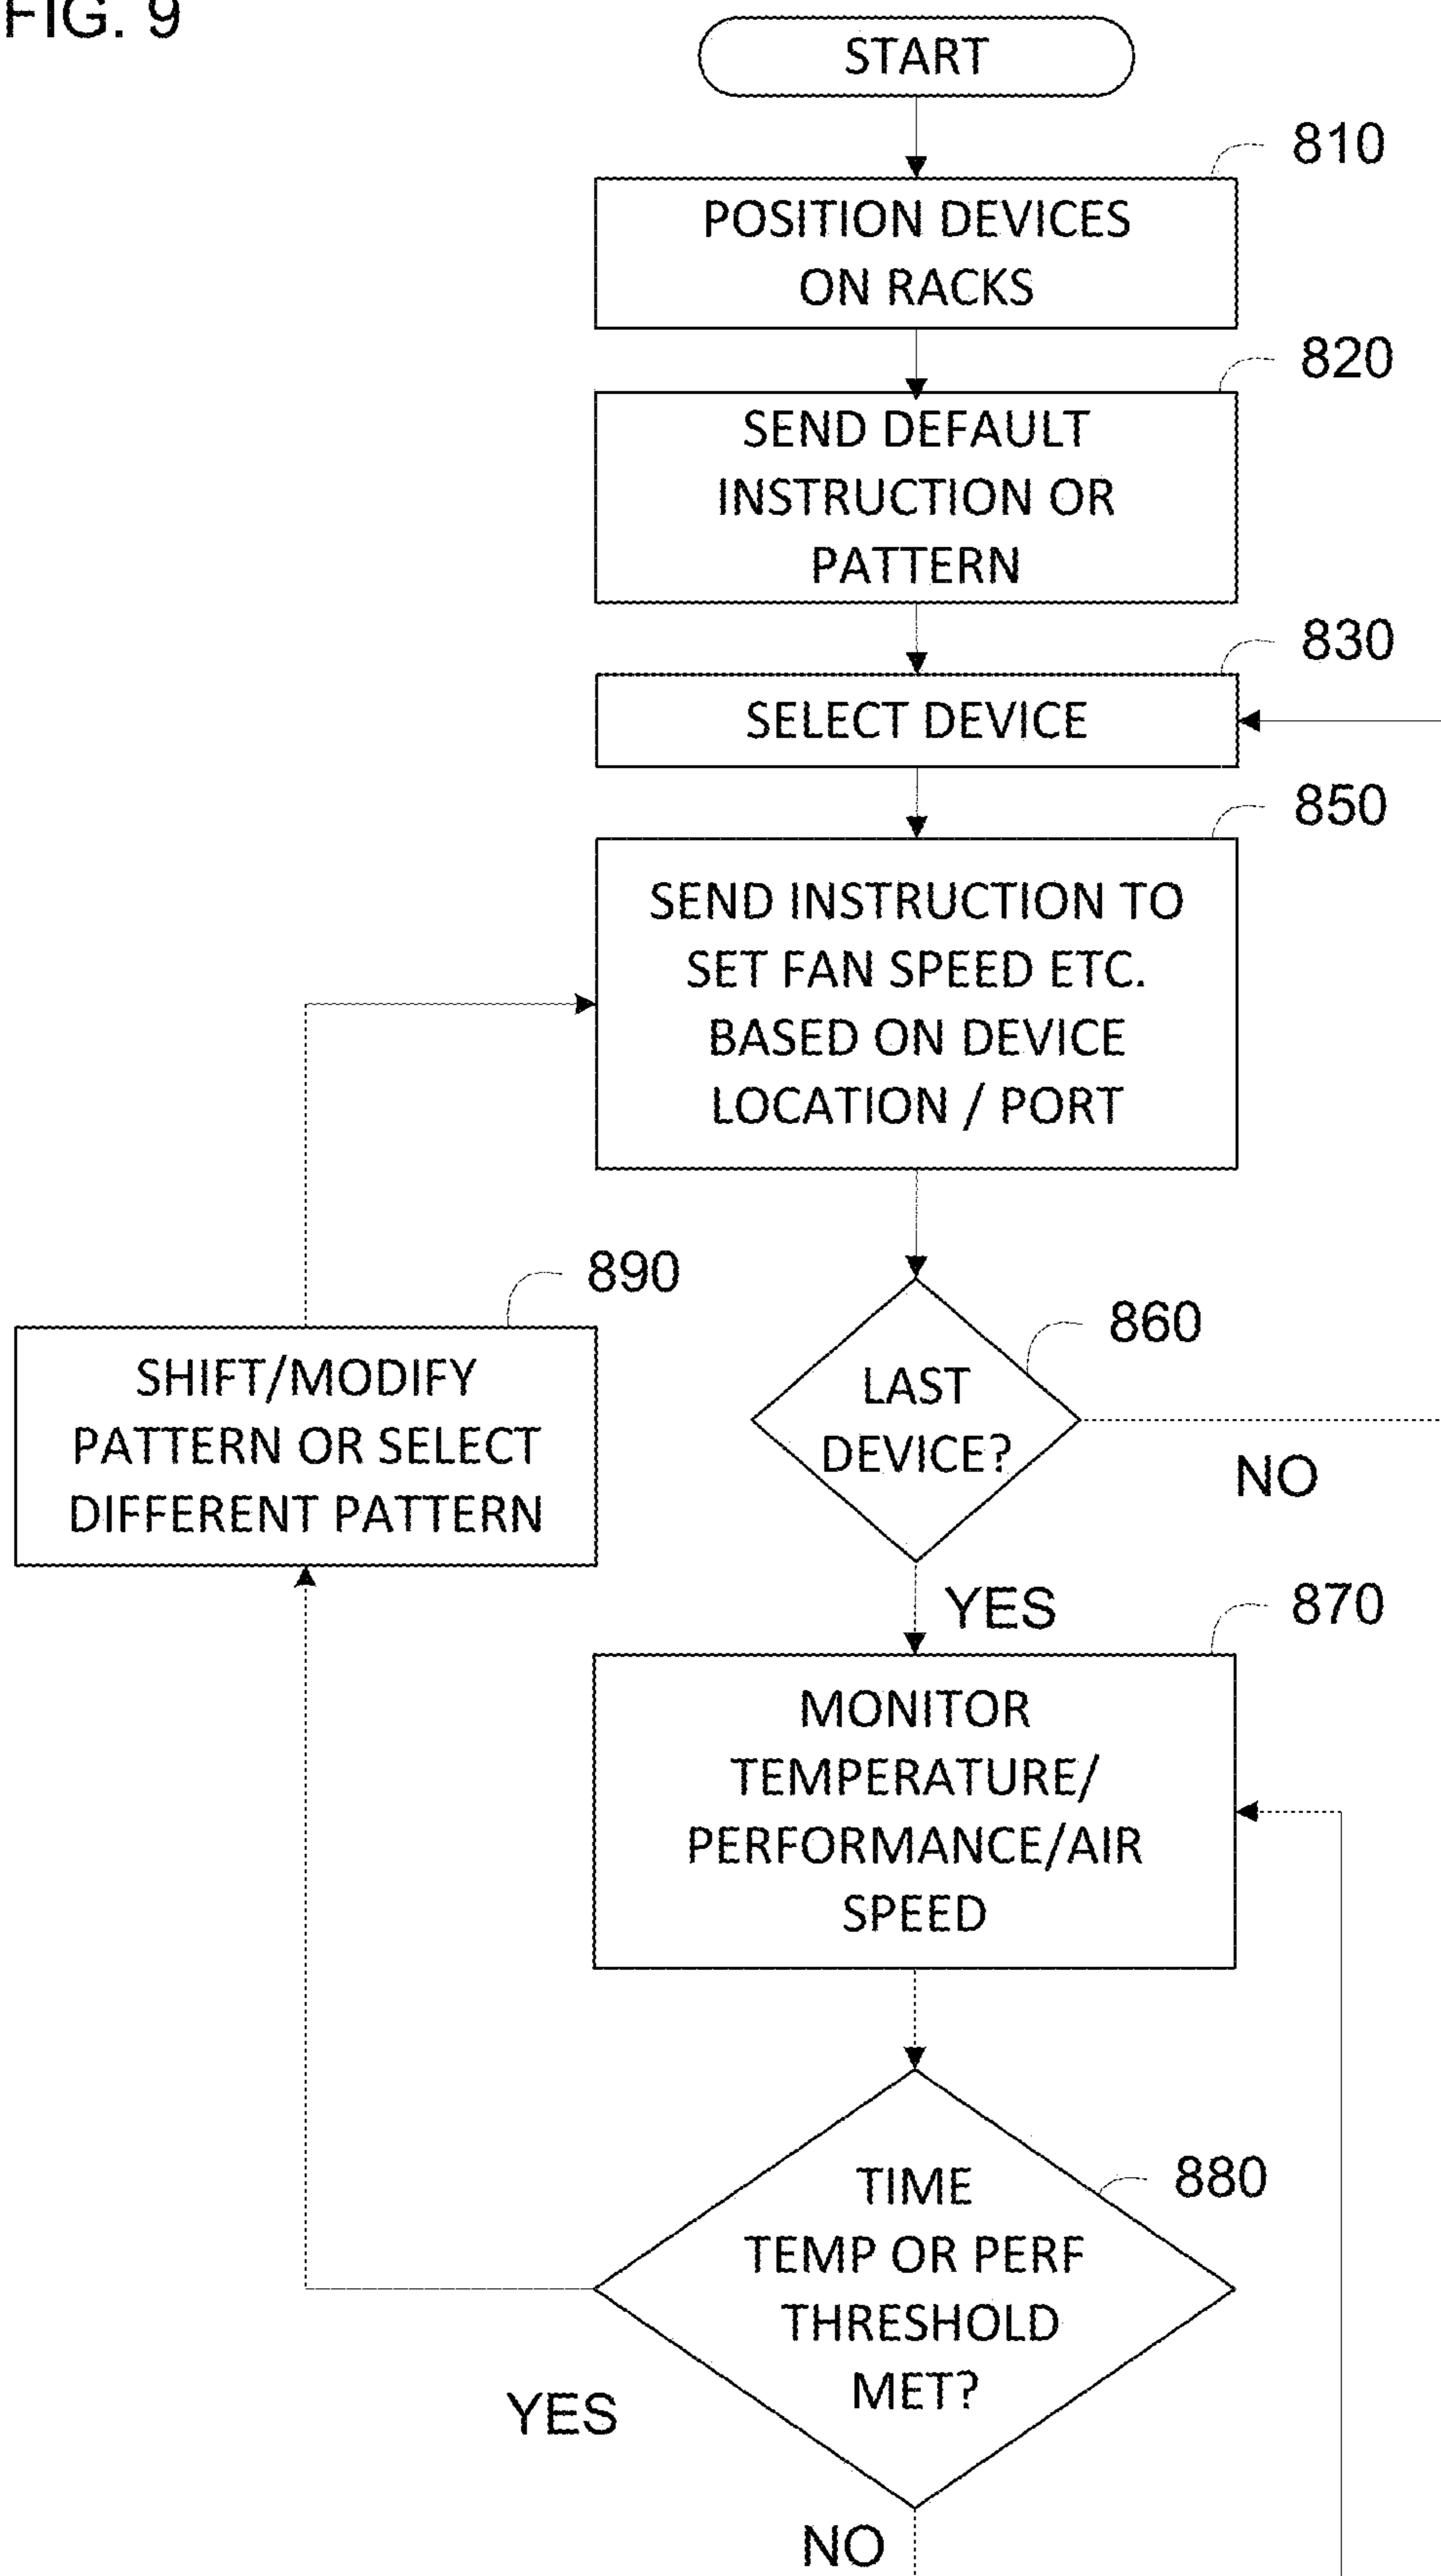 FIG. 9
START
810
POSITION DEVICES
ON RACKS
820
SEND DEFAULT
INSTRUCTION OR
PATTERN
830
SELECT DEVICE
850
SEND INSTRUCTION TO
SET FAN SPEED ETC.
BASED ON DEVICE
LOCATION / PORT
890
SHIFT/MODIFY
PATTERN OR SELECT
DIFFERENT PATTERN
860
LAST
DEVICE?
NO
YES
870
MONITOR
TEMPERATURE/
PERFORMANCE/AIR
SPEED
880
TIME
TEMP OR PERF
THRESHOLD
MET?
YES
NO